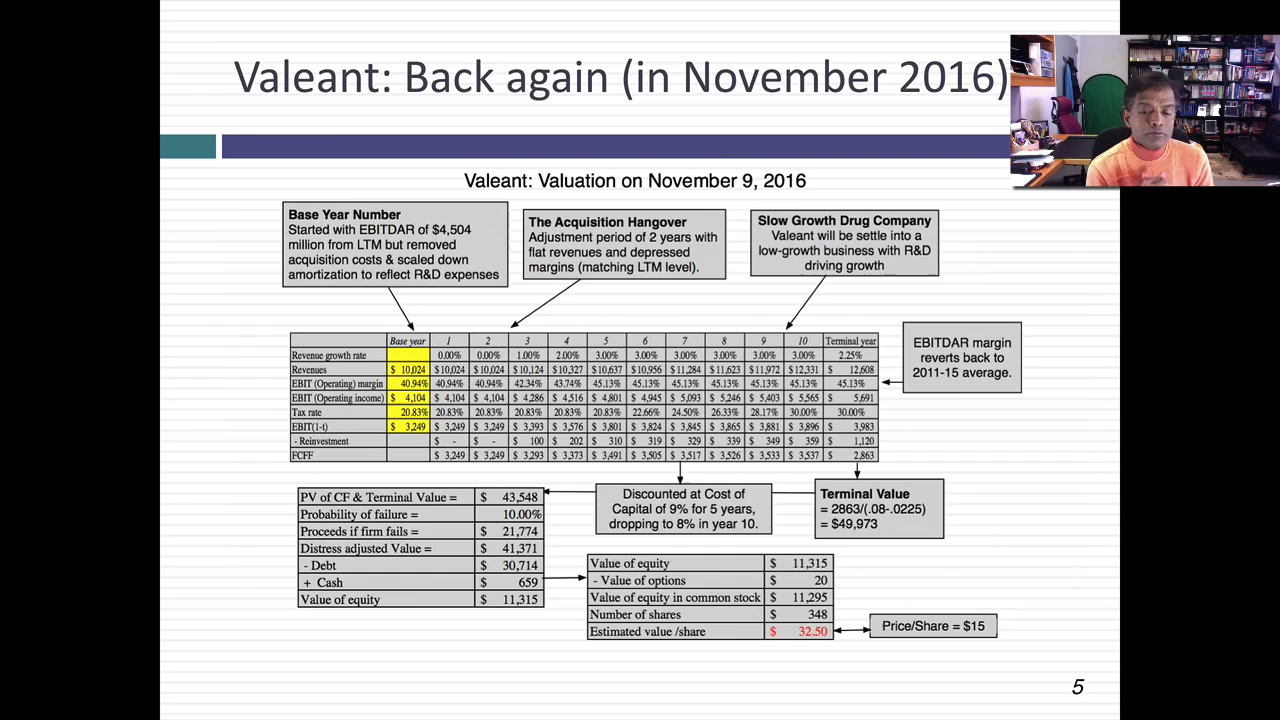 Valeant: Back again (in November 2016)
Valeant: Valuation on November 9, 2016
Base Year Number
Started with EBITDAR of $4,504
million from LTM but removed
acquisition costs & scaled down
amortization to reflect R&D expenses
The Acquisition Hangover
Adjustment period of 2 years with
flat revenues and depressed
margins (matching LTM level).
Slow Growth Drug Company
Valeant will be settle into a
low-growth business with R&D
driving growth
Base year 1 2 3 4 5 6 7 8 9 10 Terminal year
Revenue growth rate 0.00% 0.00% 1.00% 2.00% 3.00% 3.00% 3.00% 3.00% 3.00% 3.00% 2.25%
Revenues $ 10,024 $10,024 $10,024 $10,124 $10,327 $10,637 $10,956 $11,284 $11,623 $11,972 $12,331 $ 12,608
EBIT (Operating) margin 40.94% 40.94% 40.94% 42.34% 43.74% 45.13% 45.13% 45.13% 45.13% 45.13% 45.13% 45.13%
EBIT (Operating income) $ 4,104 $ 4,104 $ 4,104 $ 4,286 $ 4,516 $ 4,801 $ 4,945 $ 5,093 $ 5,246 $ 5,403 $ 5,565 $ 5,691
Tax rate 20.83% 20.83% 20.83% 20.83% 20.83% 20.83% 22.66% 24.50% 26.33% 28.17% 30.00% 30.00%
EBIT(1-t) $ 3,249 $ 3,249 $ 3,249 $ 3,393 $ 3,576 $ 3,801 $ 3,824 $ 3,845 $ 3,865 $ 3,881 $ 3,896 $ 3,983
- Reinvestment $ - $ - $ 100 $ 202 $ 310 $ 319 $ 329 $ 339 $ 349 $ 359 $ 1,120
FCFF $ 3,249 $ 3,249 $ 3,293 $ 3,373 $ 3,491 $ 3,505 $ 3,517 $ 3,526 $ 3,533 $ 3,537 $ 2,863
EBITDAR margin
reverts back to
2011-15 average.
PV of CF & Terminal Value = $ 43,548
Probability of failure = 10.00%
Proceeds if firm fails = $ 21,774
Distress adjusted Value = $ 41,371
- Debt $ 30,714
+ Cash $ 659
Value of equity $ 11,315
Discounted at Cost of
Capital of 9% for 5 years,
dropping to 8% in year 10.
Terminal Value
= 2863/(.08-.0225)
= $49,973
Value of equity $ 11,315
- Value of options $ 20
Value of equity in common stock $ 11,295
Number of shares $ 348
Estimated value /share $ 32.50
Price/Share = $15
5